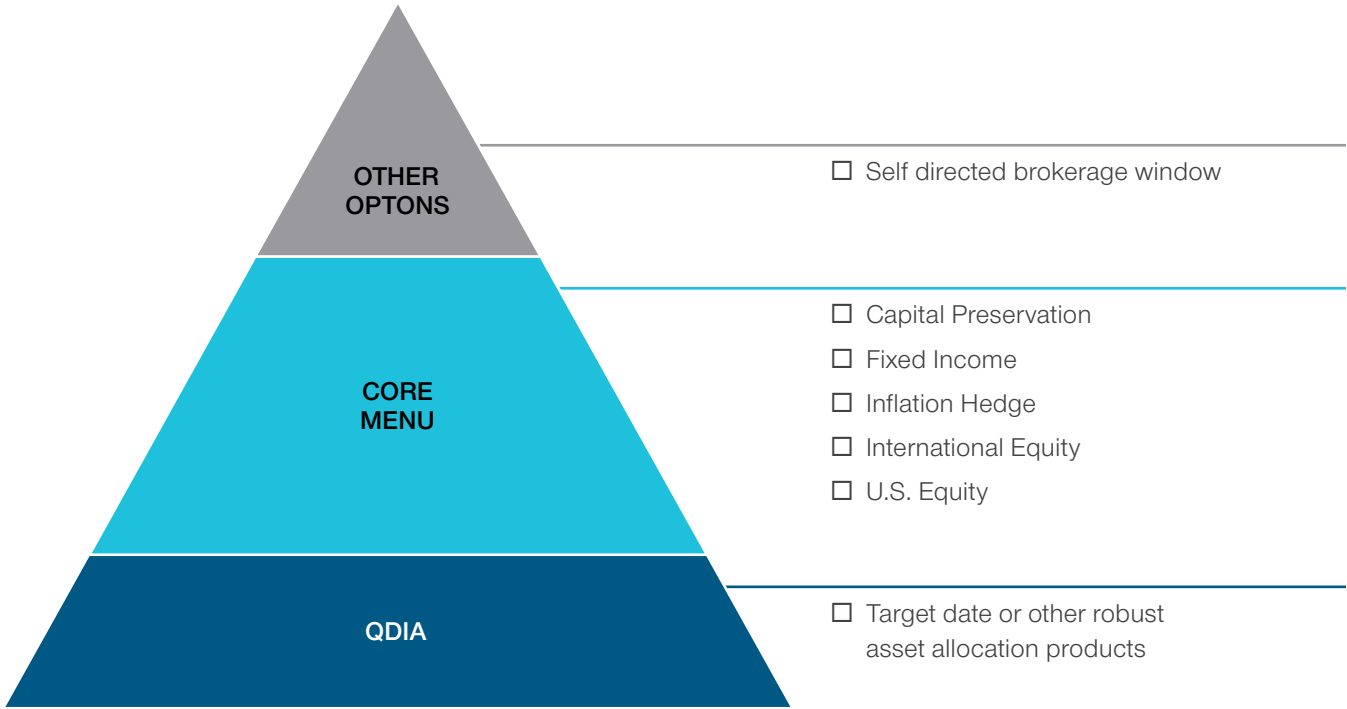 OTHER
OPTONS
☐ Self directed brokerage window
CORE
MENU
☐ Capital Preservation
☐ Fixed Income
☐ Inflation Hedge
☐ International Equity
☐ U.S. Equity
QDIA
☐ Target date or other robust
asset allocation products